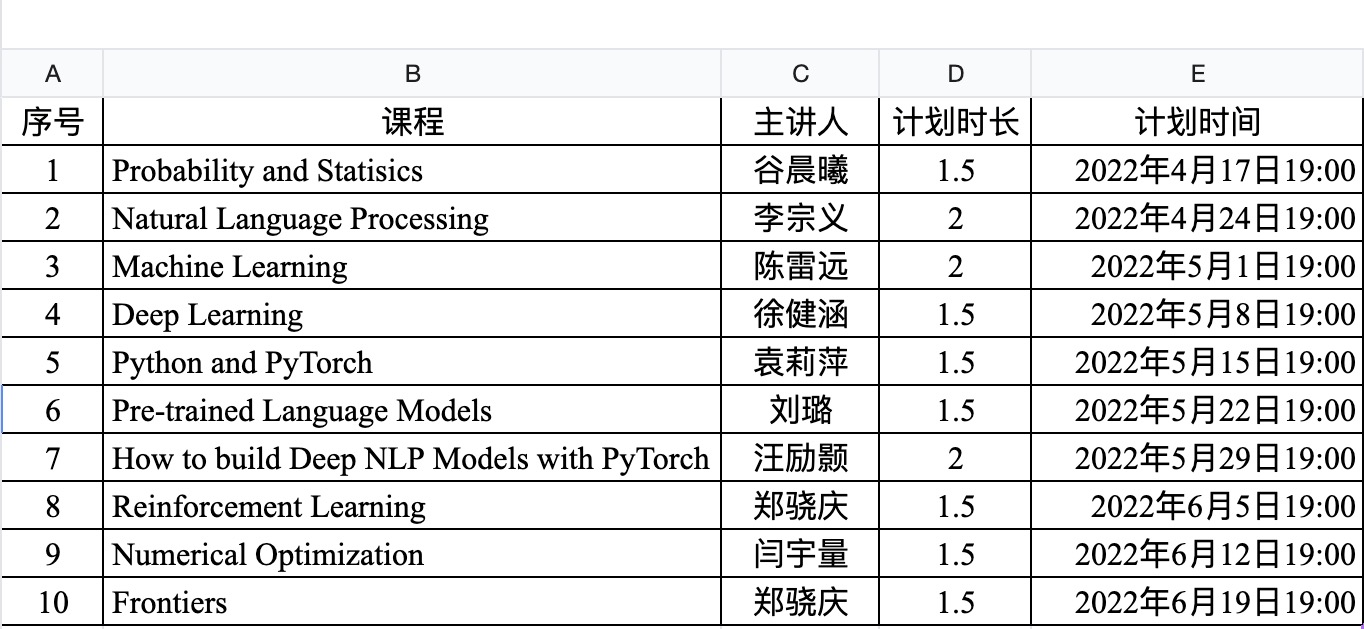 A B C D E
序号 课程 主讲人 计划时长 计划时间
1 Probability and Statisics 谷晨曦 1.5 2022年4月17日19:00
2 Natural Language Processing 李宗义 2 2022年4月24日19:00
3 Machine Learning 陈雷远 2 2022年5月1日19:00
4 Deep Learning 徐健涵 1.5 2022年5月8日19:00
5 Python and PyTorch 袁莉萍 1.5 2022年5月15日19:00
6 Pre-trained Language Models 刘璐 1.5 2022年5月22日19:00
7 How to build Deep NLP Models with PyTorch 汪励颢 2 2022年5月29日19:00
8 Reinforcement Learning 郑骁庆 1.5 2022年6月5日19:00
9 Numerical Optimization 闫宇量 1.5 2022年6月12日19:00
10 Frontiers 郑骁庆 1.5 2022年6月19日19:00